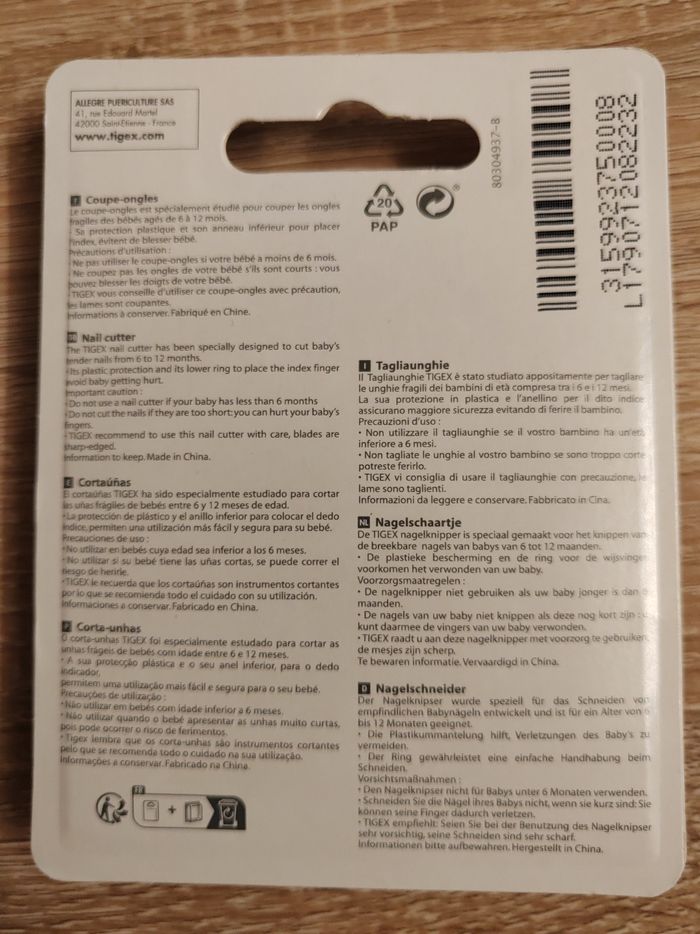 ALLEGRE PUERICULTURE SAS
41, rue Edouard Martel
42000 Saint-Etienne - France
www.tigex.com
80304937-8
3159923750008
L179071 2082232
20
PAP
F Coupe-ongles
Le coupe-ongles est spécialement étudié pour couper les ongles
fragiles des bébés agés de 6 à 12 mois.
- Sa protection plastique et son anneau inférieur pour placer
l'index, évitent de blesser bébé.
Précautions d'utilisation :
- Ne pas utiliser le coupe-ongles si votre bébé a moins de 6 mois.
- Ne coupez pas les ongles de votre bébé s'ils sont courts : vous
pouvez blesser les doigts de votre bébé.
- TIGEX vous conseille d'utiliser ce coupe-ongles avec précaution,
les lames sont coupantes.
Informations à conserver. Fabriqué en Chine.
Nail cutter
The TIGEX nail cutter has been specially designed to cut baby's
tender nails from 6 to 12 months.
- Its plastic protection and its lower ring to place the index finger
avoid baby getting hurt.
Important caution :
- Do not use a nail cutter if your baby has less than 6 months
- Do not cut the nails if they are too short: you can hurt your baby's
fingers.
- TIGEX recommend to use this nail cutter with care, blades are
sharp-edged.
Information to keep. Made in China.
E Cortaúñas
El cortaúñas TIGEX ha sido especialmente estudiado para cortar
las uñas frágiles de bebés entre 6 y 12 meses de edad.
- La protección de plástico y el anillo inferior para colocar el dedo
índice, permiten una utilización más fácil y segura para su bebé.
Precauciones de uso :
- No utilizar en bebés cuya edad sea inferior a los 6 meses.
- No utilizar si su bebé tiene las uñas cortas, se puede correr el
riesgo de herirle.
- TIGEX le recuerda que los cortaúñas son instrumentos cortantes
por lo que se recomienda todo el cuidado con su utilización.
Informaciones a conservar. Fabricado en China.
P Corta-unhas
O corta-unhas TIGEX foi especialmente estudado para cortar as
unhas frágeis de bebés com idade entre 6 e 12 meses.
- A sua protecção plástica e o seu anel inferior, para o dedo
indicador,
permitem uma utilização mais fácil e segura para o seu bebé.
Precauções de utilização :
- Não utilizar em bebés com idade inferior a 6 meses.
- Não utilizar quando o bebé apresentar as unhas muito curtas,
pois pode ocorrer o risco de ferimentos.
- Tigex lembra que os corta-unhas são instrumentos cortantes
pelo que se recomenda todo o cuidado na sua utilização.
Informações a conservar. Fabricado na China.
FR
I Tagliaunghie
Il Tagliaunghie TIGEX è stato studiato appositamente per tagliare
le unghie fragili dei bambini di età compresa tra i 6 e i 12 mesi.
La sua protezione in plastica e l'anellino per il dito indice
assicurano maggiore sicurezza evitando di ferire il bambino.
Precauzioni d'uso :
• Non utilizzare il tagliaunghie se il vostro bambino ha un'età
inferiore a 6 mesi.
• Non tagliate le unghie al vostro bambino se sono troppo corte
potreste ferirlo.
• TIGEX vi consiglia di usare il tagliaunghie con precauzione, le
lame sono taglienti.
Informazioni da leggere e conservare. Fabbricato in Cina.
NL Nagelschaartje
De TIGEX nagelknipper is speciaal gemaakt voor het knippen van
de breekbare nagels van babys van 6 tot 12 maanden.
• De plastieke bescherming en de ring voor de wijsvinger
voorkomen het verwonden van uw baby.
Voorzorgsmaatregelen :
• De nagelknipper niet gebruiken als uw baby jonger is dan 6
maanden.
• De nagels van uw baby niet knippen als deze nog kort zijn : u
kunt daarmee de vingers van uw baby verwonden.
• TIGEX raadt u aan deze nagelknipper met voorzorg te gebruiken,
de mesjes zijn scherp.
Te bewaren informatie. Vervaardigd in China.
D Nagelschneider
Der Nagelknipser wurde speziell für das Schneiden von
empfindlichen Babynägeln entwickelt und ist für ein Alter von 6
bis 12 Monaten geeignet.
• Die Plastikummantelung hilft, Verletzungen des Baby's zu
vermeiden.
• Der Ring gewährleistet eine einfache Handhabung beim
Schneiden.
Vorsichtsmaßnahmen :
• Den Nagelknipser nicht für Babys unter 6 Monaten verwenden.
• Schneiden Sie die Nägel ihres Babys nicht, wenn sie kurz sind: Sie
können seine Finger dadurch verletzen.
• TIGEX empfiehlt: Seien Sie bei der Benutzung des Nagelknipser
sehr vorsichtig, seine Schneiden sind sehr scharf.
Informationen bitte aufbewahren. Hergestellt in China.